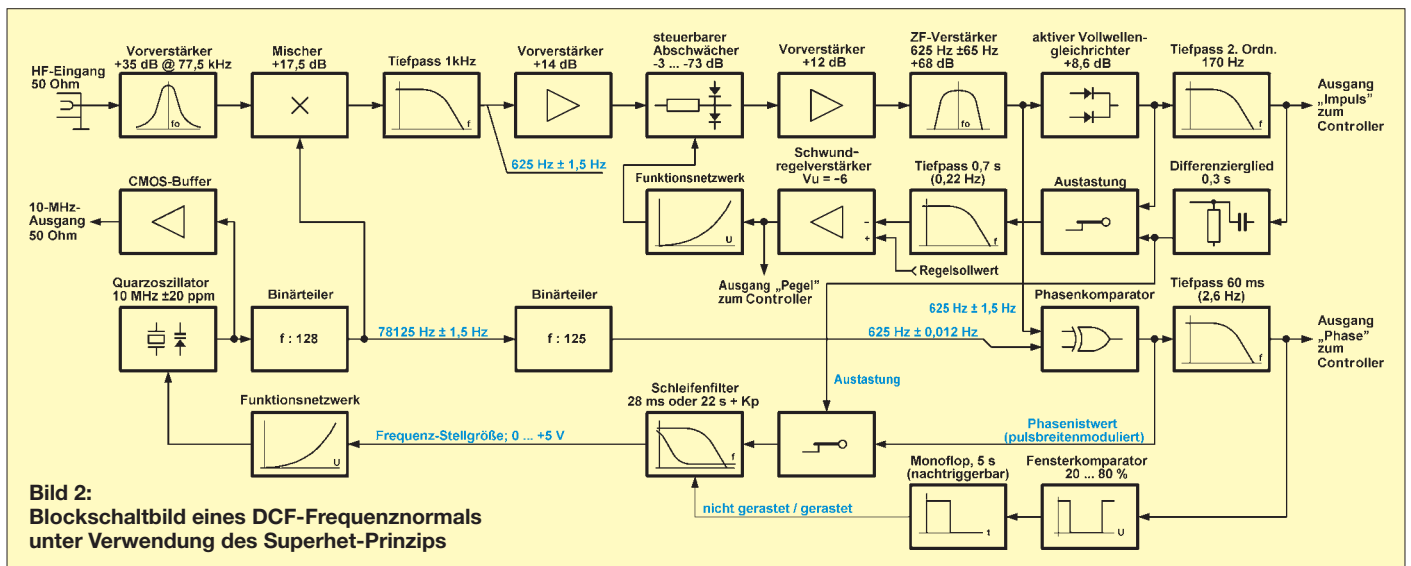 Vorverstärker
+35 dB @ 77,5 kHz
HF-Eingang
50 Ohm
fo
Mischer
+17,5 dB
Tiefpass 1kHz
f
Vorverstärker
+14 dB
steuerbarer
Abschwächer
-3 ... -73 dB
Vorverstärker
+12 dB
ZF-Verstärker
625 Hz ±65 Hz
+68 dB
fo
aktiver Vollwellen-
gleichrichter
+8,6 dB
Tiefpass 2. Ordn.
170 Hz
f
Ausgang
„Impuls”
zum
Controller
625 Hz ± 1,5 Hz
CMOS-Buffer
10-MHz-
Ausgang
50 Ohm
Funktionsnetzwerk
U
Schwund-
regelverstärker
Vu = -6
-
+
Tiefpass 0,7 s
(0,22 Hz)
f
Austastung
Differenzierglied
0,3 s
Regelsollwert
Ausgang „Pegel”
zum Controller
Quarzoszillator
10 MHz ±20 ppm
Binärteiler
f : 128
78125 Hz ± 1,5 Hz
Binärteiler
f : 125
625 Hz ± 1,5 Hz
625 Hz ± 0,012 Hz
Phasenkomparator
Tiefpass 60 ms
(2,6 Hz)
f
Ausgang
„Phase”
zum
Controller
Austastung
Funktionsnetzwerk
U
Frequenz-Stellgröße; 0 ... +5 V
Schleifenfilter
28 ms oder 22 s + Kp
f
Phasenistwert
(pulsbreitenmoduliert)
Monoflop, 5 s
(nachtriggerbar)
t
Fensterkomparator
20 ... 80 %
U
nicht gerastet / gerastet
Bild 2:
Blockschaltbild eines DCF-Frequenznormals
unter Verwendung des Superhet-Prinzips